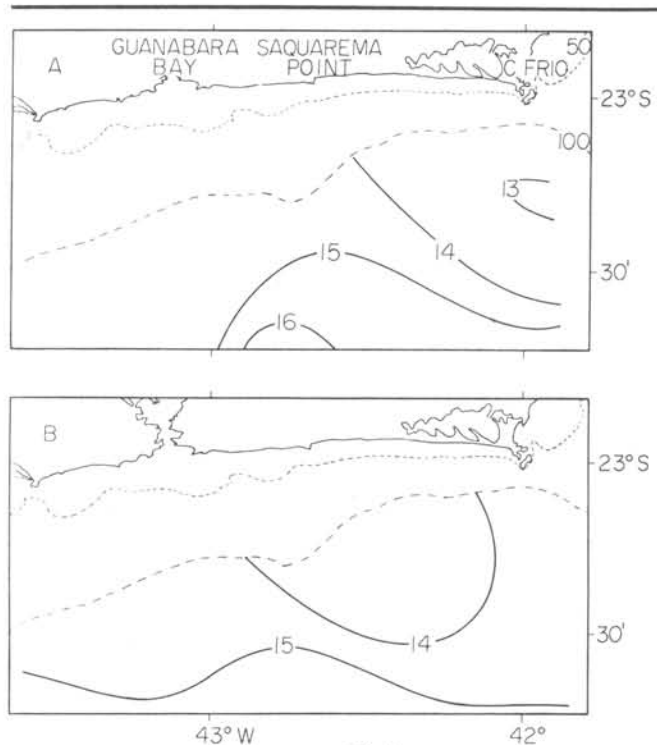 GUANABARA SAQUAREMA 50
A BAY POINT C FRIO
23°S
100
13
15 14
30'
16
B
23°S
14
15 30'
43°W 42°